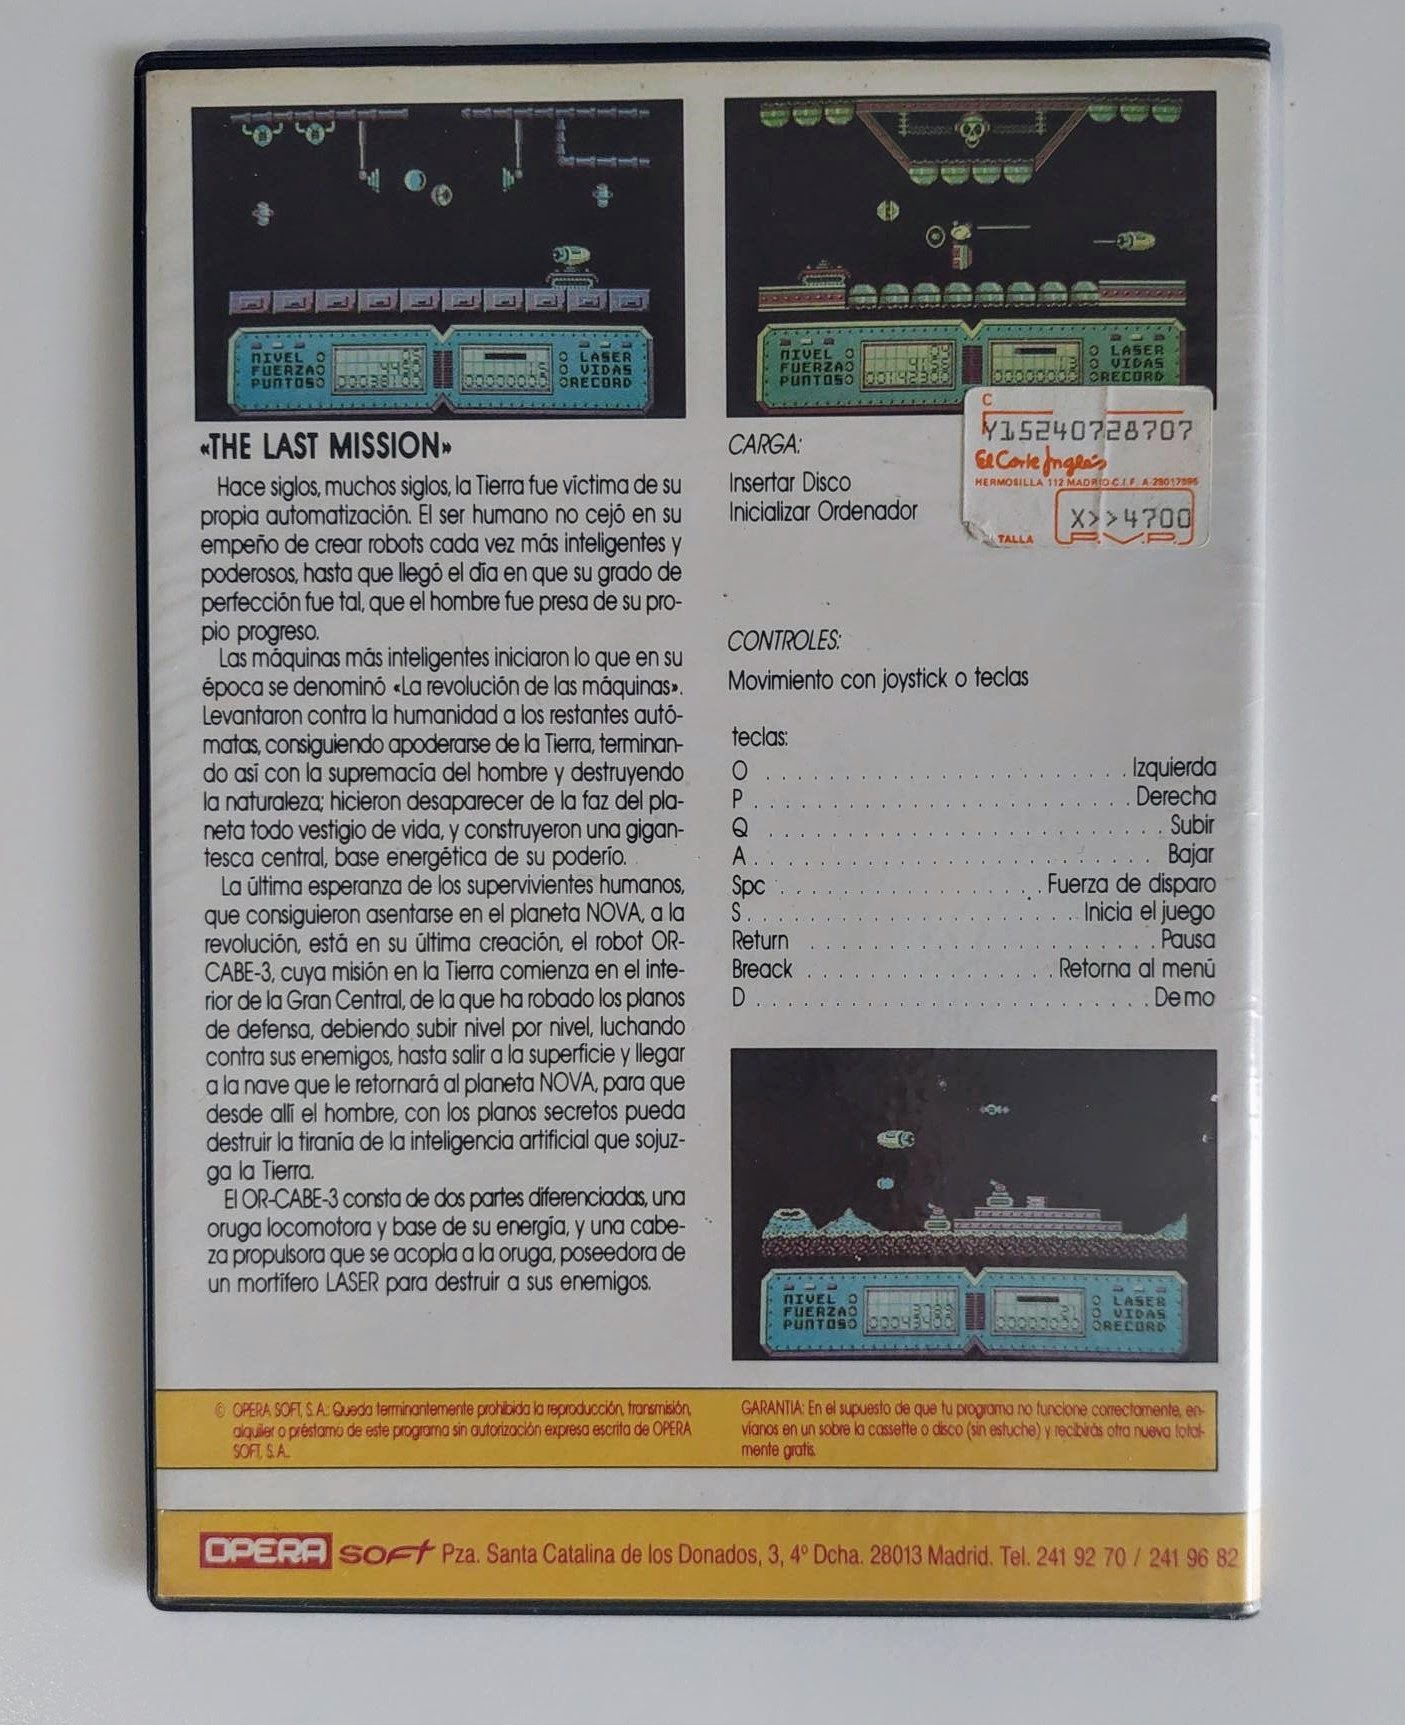 NIVEL
FUERZA
PUNTOS
LASER
VIDAS
RECORD
«THE LAST MISSION»
Hace siglos, muchos siglos, la Tierra fue víctima de su
propia automatización. El ser humano no cejó en su
empeño de crear robots cada vez más inteligentes y
poderosos, hasta que llegó el día en que su grado de
perfección fue tal, que el hombre fue presa de su pro-
pio progreso.
Las máquinas más inteligentes iniciaron lo que en su
época se denominó «La revolución de las máquinas».
Levantaron contra la humanidad a los restantes autó-
matas, consiguiendo apoderarse de la Tierra, terminan-
do así con la supremacía del hombre y destruyendo
la naturaleza; hicieron desaparecer de la faz del pla-
neta todo vestigio de vida, y construyeron una gigan-
tesca central, base energética de su poderío.
La última esperanza de los supervivientes humanos,
que consiguieron asentarse en el planeta NOVA, a la
revolución, está en su última creación, el robot OR-
CABE-3, cuya misión en la Tierra comienza en el inte-
rior de la Gran Central, de la que ha robado los planos
de defensa, debiendo subir nivel por nivel, luchando
contra sus enemigos, hasta salir a la superficie y llegar
a la nave que le retornará al planeta NOVA, para que
desde allí el hombre, con los planos secretos pueda
destruir la tiranía de la inteligencia artificial que sojuz-
ga la Tierra.
El OR-CABE-3 consta de dos partes diferenciadas, una
oruga locomotora y base de su energía, y una cabe-
za propulsora que se acopla a la oruga, poseedora de
un mortífero LASER para destruir a sus enemigos.
NIVEL
FUERZA
PUNTOS
LASER
VIDAS
RECORD
C
Y15240728707
El Corte Inglés
HERMOSILLA 112 MADRID C.I.F. A-28017895
X>>4700
TALLA P.V.P.
CARGA:
Insertar Disco
Inicializar Ordenador
CONTROLES:
Movimiento con joystick o teclas
teclas:
O . . . . . . . . . . . . . . . . . . . . . . . . Izquierda
P . . . . . . . . . . . . . . . . . . . . . . . . Derecha
Q . . . . . . . . . . . . . . . . . . . . . . . . Subir
A . . . . . . . . . . . . . . . . . . . . . . . . Bajar
Spc . . . . . . . . . . . . . . . . . Fuerza de disparo
S . . . . . . . . . . . . . . . . . . . . . Inicia el juego
Return . . . . . . . . . . . . . . . . . . . . . Pausa
Breack . . . . . . . . . . . . . . . Retorna al menú
D . . . . . . . . . . . . . . . . . . . . . . . . Demo
NIVEL
FUERZA
PUNTOS
LASER
VIDAS
RECORD
© OPERA SOFT, S.A.: Queda terminantemente prohibida la reproducción, transmisión,
alquiler o préstamo de este programa sin autorización expresa escrita de OPERA
SOFT, S.A..
GARANTIA: En el supuesto de que tu programa no funcione correctamente, en-
víanos en un sobre la cassette o disco (sin estuche) y recibirás otra nueva total-
mente gratis.
OPERA SOFT Pza. Santa Catalina de los Donados, 3, 4º Dcha. 28013 Madrid. Tel. 241 92 70 / 241 96 82